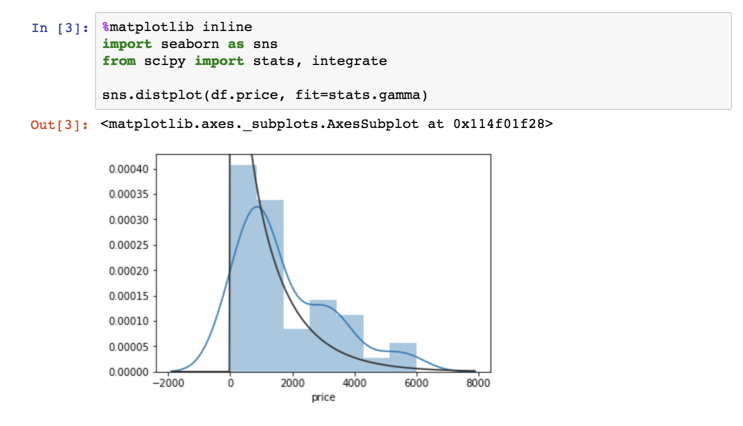 In [3]: %matplotlib inline
import seaborn as sns
from scipy import stats, integrate
sns.distplot(df.price, fit=stats.gamma)
Out[3]: <matplotlib.axes._subplots.AxesSubplot at 0x114f01f28>
0.00040
0.00035
0.00030
0.00025
0.00020
0.00015
0.00010
0.00005
0.00000
−2000 0 2000 4000 6000 8000
price